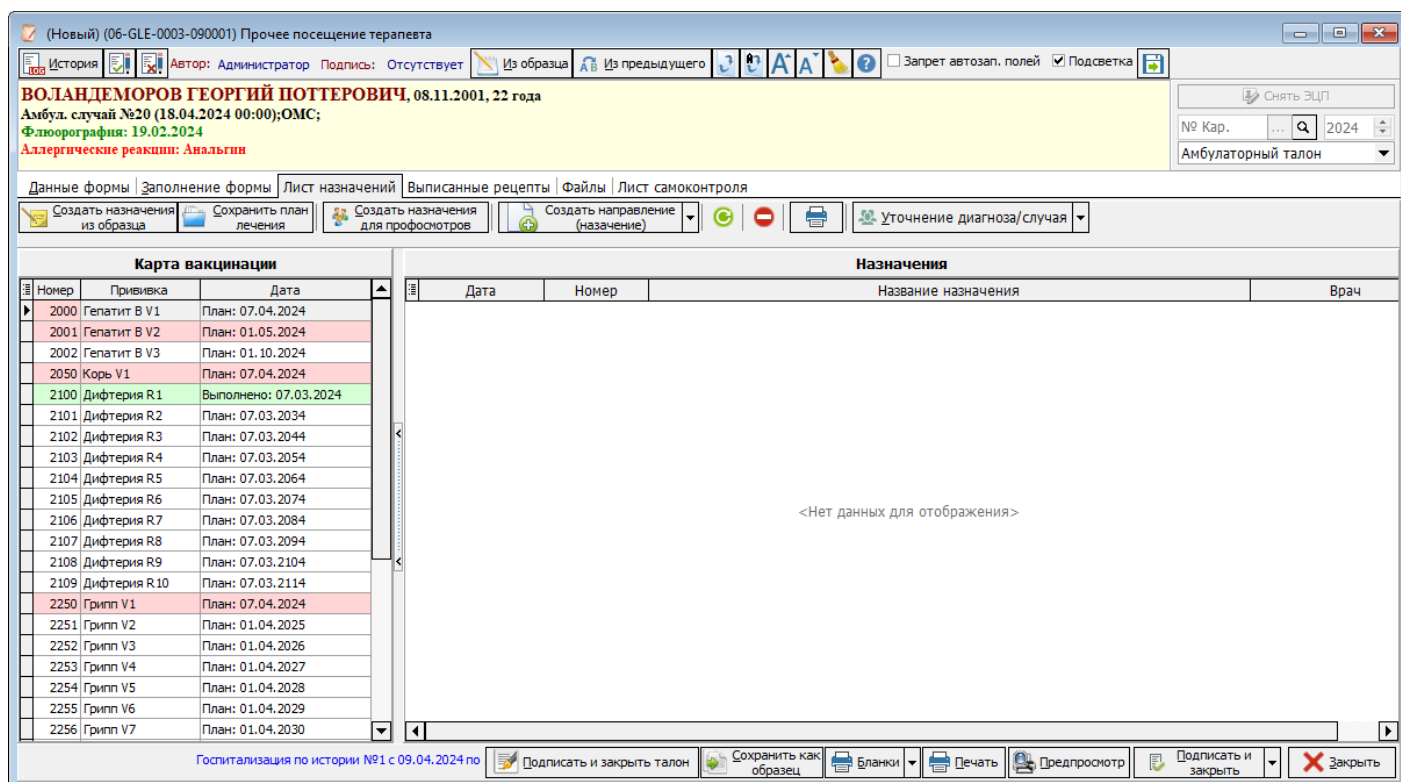 (Новый) (06-GLE-0003-090001) Прочее посещение терапевта
История Автор: Администратор Подпись: Отсутствует Из образца Из предыдущего Запрет автозап. полей Подсветка
ВОЛАНДЕМОРОВ ГЕОРГИЙ ПОТТЕРОВИЧ, 08.11.2001, 22 года
Амбул. случай №20 (18.04.2024 00:00);ОМС;
Флюорография: 19.02.2024
Аллергические реакции: Анальгин
Снять ЭЦП
№ Кар. ... 2024
Амбулаторный талон
Данные формы Заполнение формы Лист назначений Выписанные рецепты Файлы Лист самоконтроля
Создать назначения из образца
Сохранить план лечения
Создать назначения для профосмотров
Создать направление (назачение)
Уточнение диагноза/случая
Карта вакцинации
Номер Прививка Дата
2000 Гепатит B V1 План: 07.04.2024
2001 Гепатит B V2 План: 01.05.2024
2002 Гепатит B V3 План: 01.10.2024
2050 Корь V1 План: 07.04.2024
2100 Дифтерия R1 Выполнено: 07.03.2024
2101 Дифтерия R2 План: 07.03.2034
2102 Дифтерия R3 План: 07.03.2044
2103 Дифтерия R4 План: 07.03.2054
2104 Дифтерия R5 План: 07.03.2064
2105 Дифтерия R6 План: 07.03.2074
2106 Дифтерия R7 План: 07.03.2084
2107 Дифтерия R8 План: 07.03.2094
2108 Дифтерия R9 План: 07.03.2104
2109 Дифтерия R10 План: 07.03.2114
2250 Грипп V1 План: 07.04.2024
2251 Грипп V2 План: 01.04.2025
2252 Грипп V3 План: 01.04.2026
2253 Грипп V4 План: 01.04.2027
2254 Грипп V5 План: 01.04.2028
2255 Грипп V6 План: 01.04.2029
2256 Грипп V7 План: 01.04.2030
Назначения
Дата Номер Название назначения Врач
<Нет данных для отображения>
Госпитализация по истории №1 с 09.04.2024 по
Подписать и закрыть талон
Сохранить как образец
Бланки
Печать
Предпросмотр
Подписать и закрыть
Закрыть